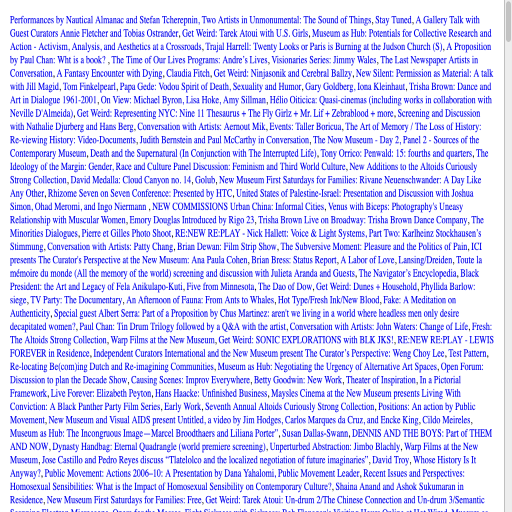 Performances by Nautical Almanac and Stefan Tcherepnin, Two Artists in Unmonumental: The Sound of Things, Stay Tuned, A Gallery Talk with
Guest Curators Annie Fletcher and Tobias Ostrander, Get Weird: Tarek Atoui with U.S. Girls, Museum as Hub: Potentials for Collective Research and
Action - Activism, Analysis, and Aesthetics at a Crossroads, Trajal Harrell: Twenty Looks or Paris is Burning at the Judson Church (S), A Proposition
by Paul Chan: Wht is a book? , The Time of Our Lives Programs: Andre's Lives, Visionaries Series: Jimmy Wales, The Last Newspaper Artists in
Conversation, A Fantasy Encounter with Dying, Claudia Fitch, Get Weird: Ninjasonik and Cerebral Ballzy, New Silent: Permission as Material: A talk
with Jill Magid, Tom Finkelpearl, Papa Gede: Vodou Spirit of Death, Sexuality and Humor, Gary Goldberg, Iona Kleinhaut, Trisha Brown: Dance and
Art in Dialogue 1961-2001, On View: Michael Byron, Lisa Hoke, Amy Sillman, Hélio Oiticica: Quasi-cinemas (including works in collaboration with
Neville D'Almeida), Get Weird: Representing NYC: Nine 11 Thesaurus + The Fly Girlz + Mr. Lif + Zebrablood + more, Screening and Discussion
with Nathalie Djurberg and Hans Berg, Conversation with Artists: Aernout Mik, Events: Taller Boricua, The Art of Memory / The Loss of History:
Re-viewing History: Video-Documents, Judith Bernstein and Paul McCarthy in Conversation, The Now Museum - Day 2, Panel 2 - Sources of the
Contemporary Museum, Death and the Supernatural (In Conjunction with The Interrupted Life), Tony Orrico: Penwald: 15: fourths and quarters, The
Ideology of the Margin: Gender, Race and Culture Panel Discussion: Feminism and Third World Culture, New Additions to the Altoids Curiously
Strong Collection, David Medalla: Cloud Canyon no. 14, Golub, New Museum First Saturdays for Families: Rivane Neuenschwander: A Day Like
Any Other, Rhizome Seven on Seven Conference: Presented by HTC, United States of Palestine-Israel: Presentation and Discussion with Joshua
Simon, Ohad Meromi, and Ingo Niermann , NEW COMMISSIONS Urban China: Informal Cities, Venus with Biceps: Photography's Uneasy
Relationship with Muscular Women, Emory Douglas Introduced by Rigo 23, Trisha Brown Live on Broadway: Trisha Brown Dance Company, The
Minorities Dialogues, Pierre et Gilles Photo Shoot, RE:NEW RE:PLAY - Nick Hallett: Voice & Light Systems, Part Two: Karlheinz Stockhausen's
Stimmung, Conversation with Artists: Patty Chang, Brian Dewan: Film Strip Show, The Subversive Moment: Pleasure and the Politics of Pain, ICI
presents The Curator's Perspective at the New Museum: Ana Paula Cohen, Brian Bress: Status Report, A Labor of Love, Lansing/Dreiden, Toute la
mémoire du monde (All the memory of the world) screening and discussion with Julieta Aranda and Guests, The Navigator's Encyclopedia, Black
President: the Art and Legacy of Fela Anikulapo-Kuti, Five from Minnesota, The Dao of Dow, Get Weird: Dunes + Household, Phyllida Barlow:
siege, TV Party: The Documentary, An Afternoon of Fauna: From Ants to Whales, Hot Type/Fresh Ink/New Blood, Fake: A Meditation on
Authenticity, Special guest Albert Serra: Part of a Proposition by Chus Martinez: aren't we living in a world where headless men only desire
decapitated women?, Paul Chan: Tin Drum Trilogy followed by a Q&A with the artist, Conversation with Artists: John Waters: Change of Life, Fresh:
The Altoids Strong Collection, Warp Films at the New Museum, Get Weird: SONIC EXPLORATIONS with BLK JKS!, RE:NEW RE:PLAY - LEWIS
FOREVER in Residence, Independent Curators International and the New Museum present The Curator's Perspective: Weng Choy Lee, Test Pattern,
Re-locating Be(com)ing Dutch and Re-imagining Communities, Museum as Hub: Negotiating the Urgency of Alternative Art Spaces, Open Forum:
Discussion to plan the Decade Show, Causing Scenes: Improv Everywhere, Betty Goodwin: New Work, Theater of Inspiration, In a Pictorial
Framework, Live Forever: Elizabeth Peyton, Hans Haacke: Unfinished Business, Maysles Cinema at the New Museum presents Living With
Conviction: A Black Panther Party Film Series, Early Work, Seventh Annual Altoids Curiously Strong Collection, Positions: An action by Public
Movement, New Museum and Visual AIDS present Untitled, a video by Jim Hodges, Carlos Marques da Cruz, and Encke King, Cildo Meireles,
Museum as Hub: The Incongruous Image—Marcel Broodthaers and Liliana Porter", Susan Dallas-Swann, DENNIS AND THE BOYS: Part of THEM
AND NOW, Dynasty Handbag: Eternal Quadrangle (world premiere screening), Unperturbed Abstraction: Jimbo Blachly, Warp Films at the New
Museum, Jose Castillo and Pedro Reyes discuss "Tlatelolco and the localized negotiation of future imaginaries", David Troy, Whose History Is It
Anyway?, Public Movement: Actions 2006–10: A Presentation by Dana Yahalomi, Public Movement Leader, Recent Issues and Perspectives:
Homosexual Sensibilities: What is the Impact of Homosexual Sensibility on Contemporary Culture?, Shaina Anand and Ashok Sukumaran in
Residence, New Museum First Saturdays for Families: Free, Get Weird: Tarek Atoui: Un-drum 2/The Chinese Connection and Un-drum 3/Semantic